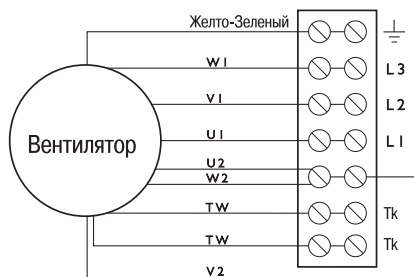 Желто-Зеленый
W1 L3
V1 L2
Вентилятор U1 L1
U2
W2
TW Tk
TW Tk
V2